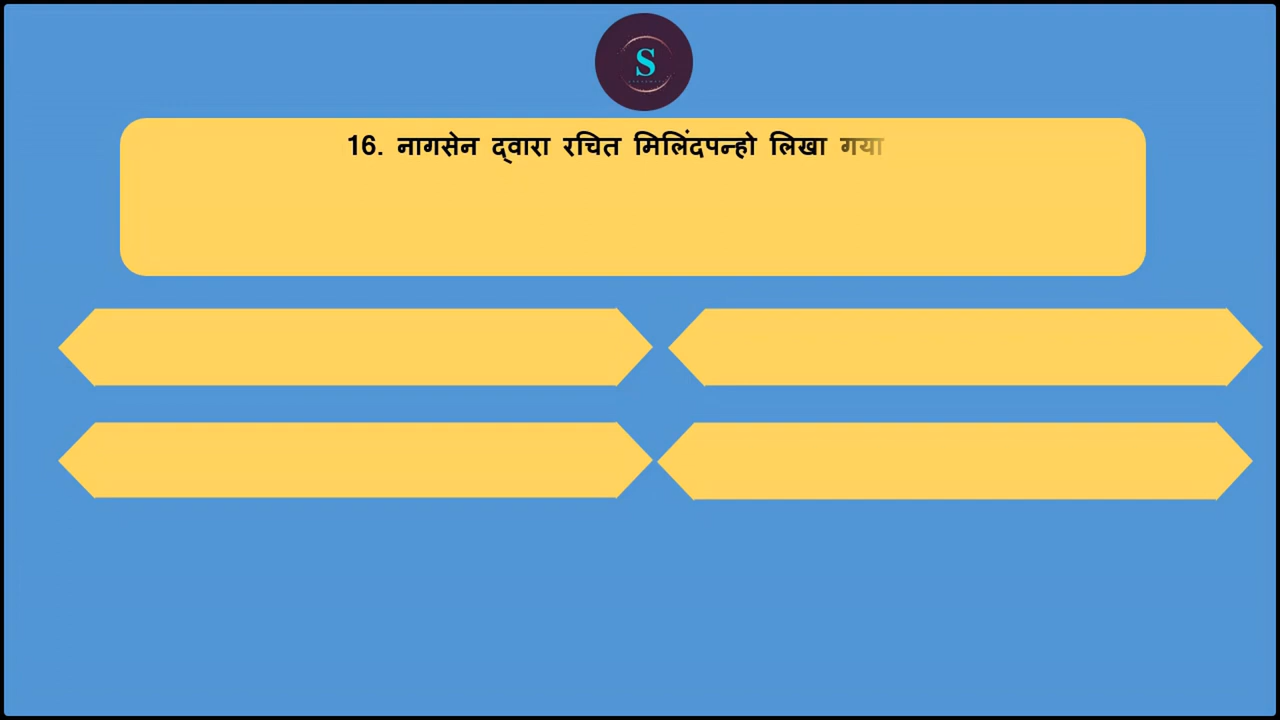 S
16. नागसेन द्वारा रचित मिलिंदपन्हो लिखा गया